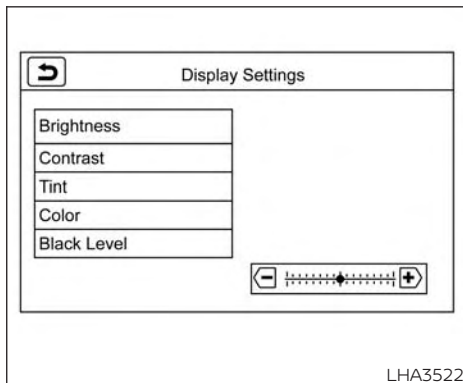 Display Settings
Brightness
Contrast
Tint
Color
Black Level
LHA3522